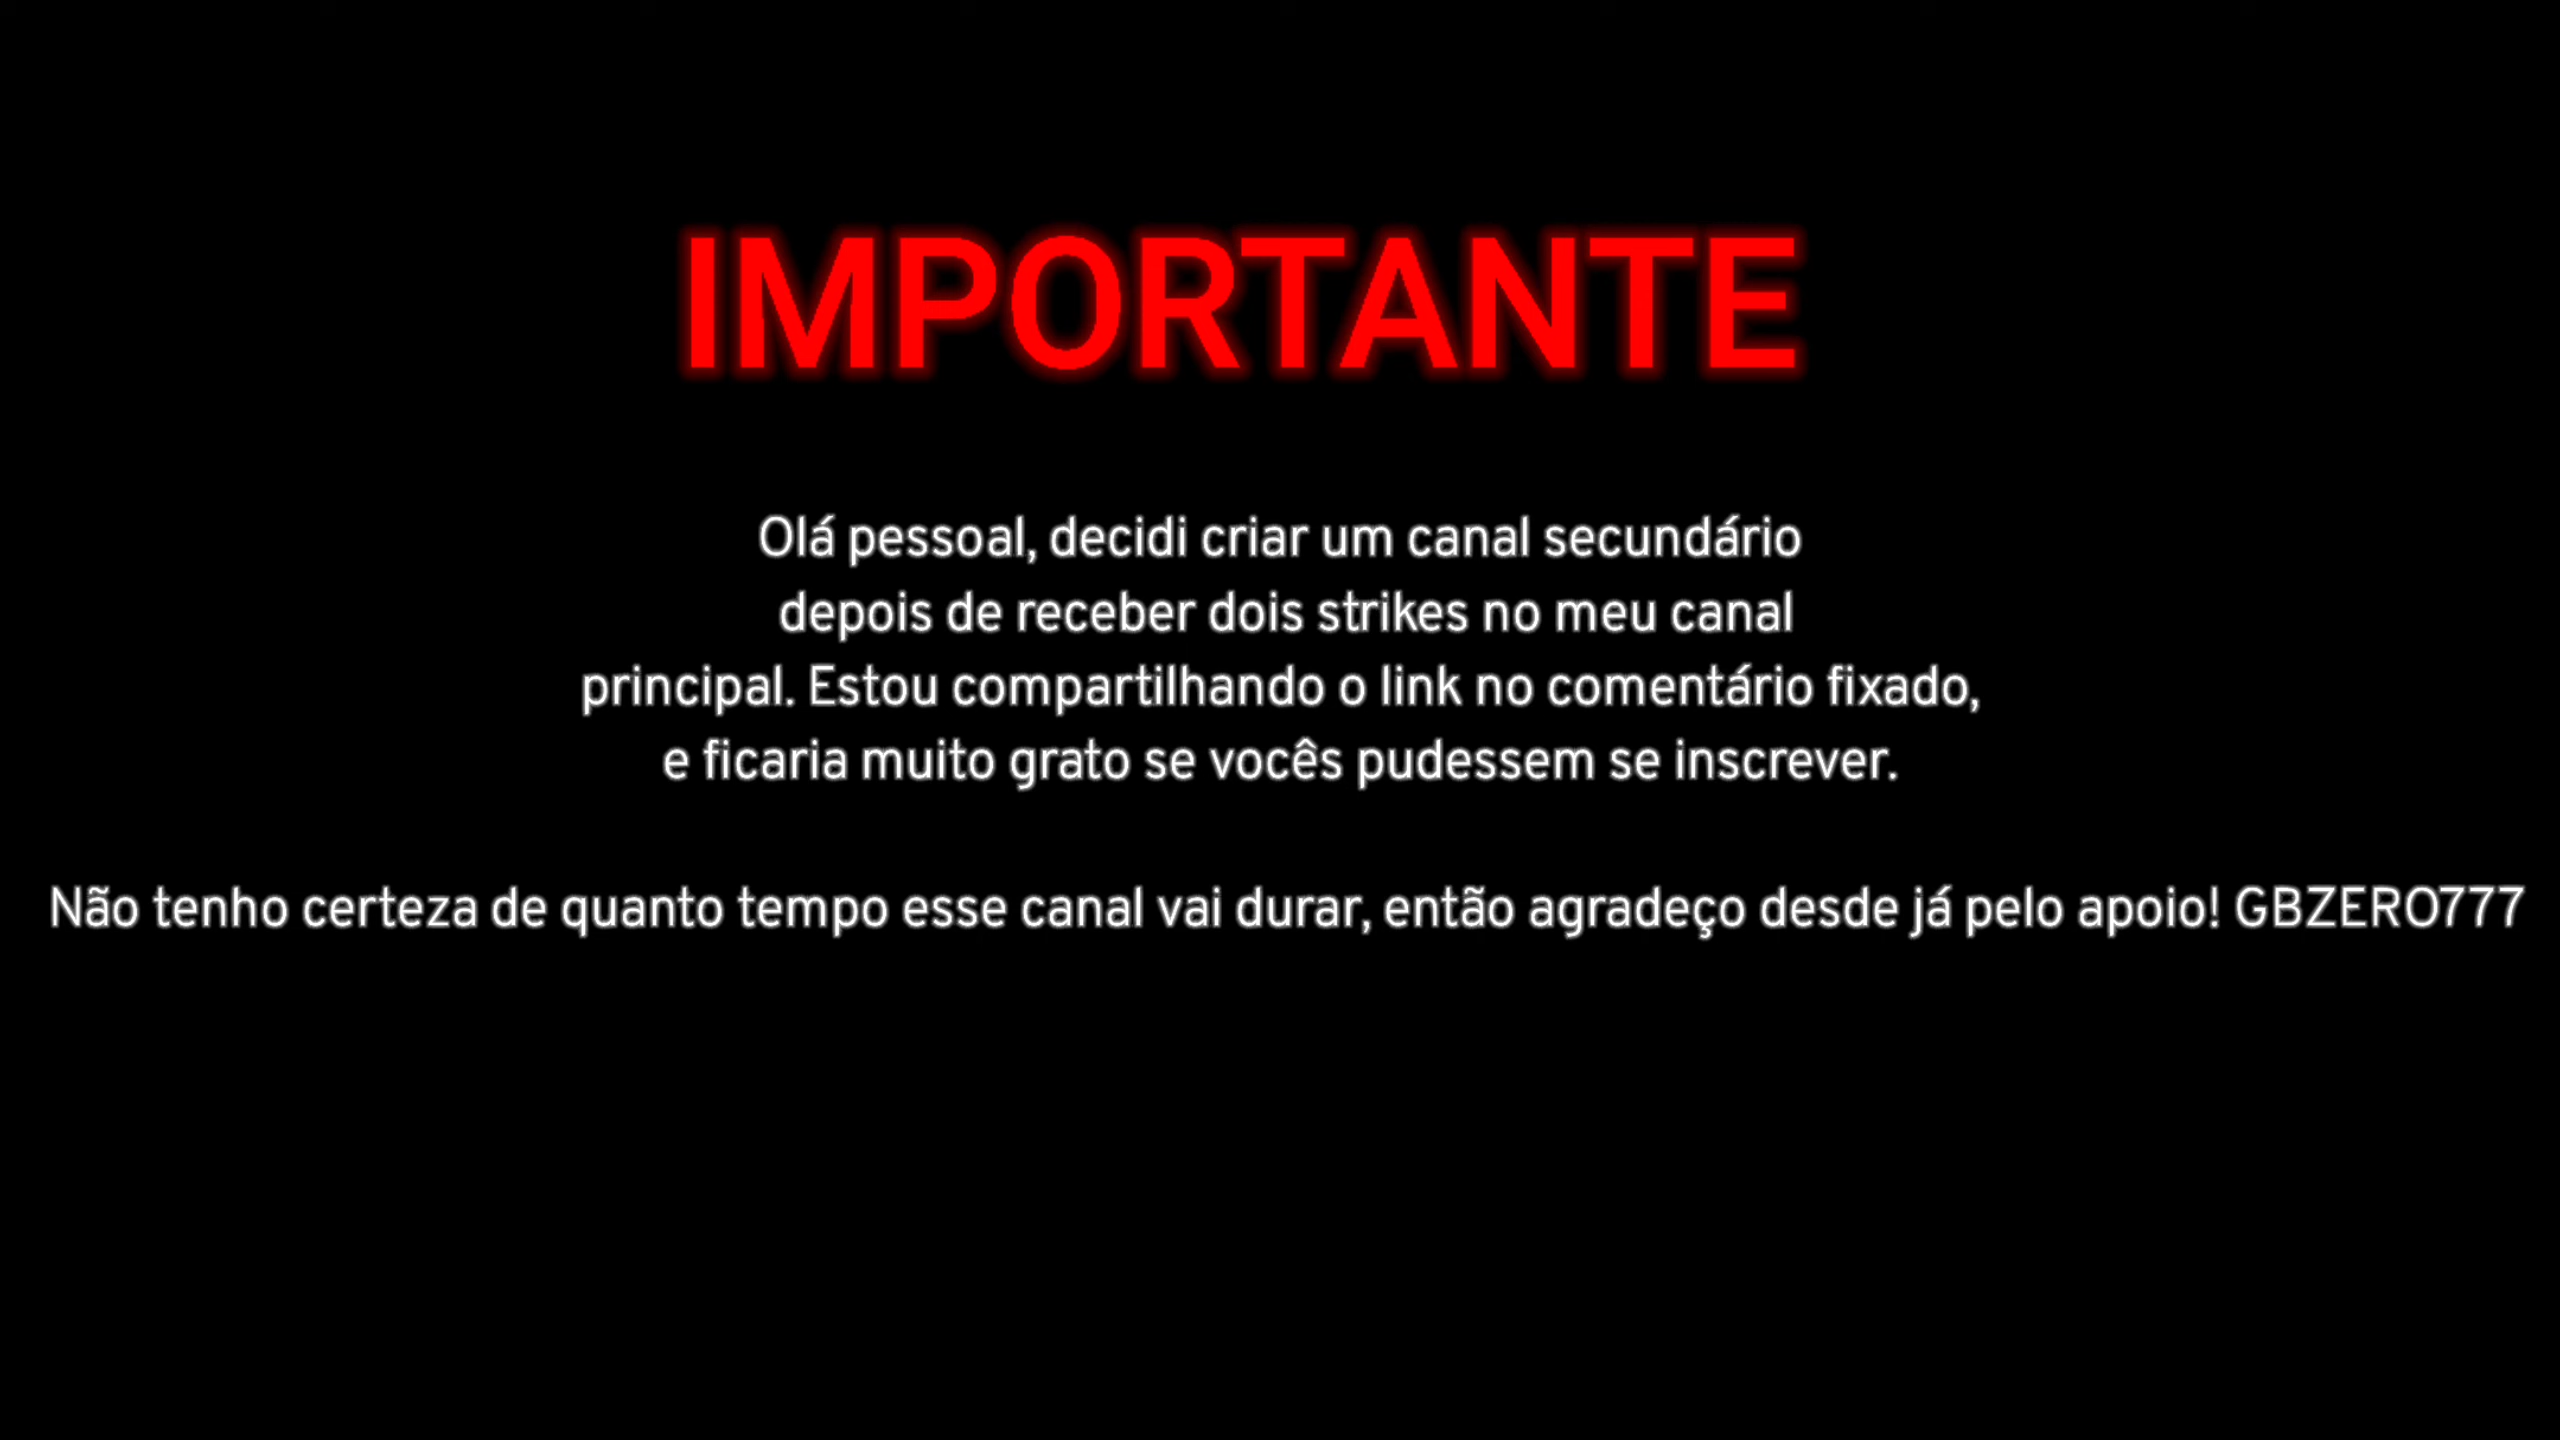 IMPORTANTE
Olá pessoal, decidi criar um canal secundário
depois de receber dois strikes no meu canal
principal. Estou compartilhando o link no comentário fixado,
e ficaria muito grato se vocês pudessem se inscrever.
Não tenho certeza de quanto tempo esse canal vai durar, então agradeço desde já pelo apoio! GBZERO777